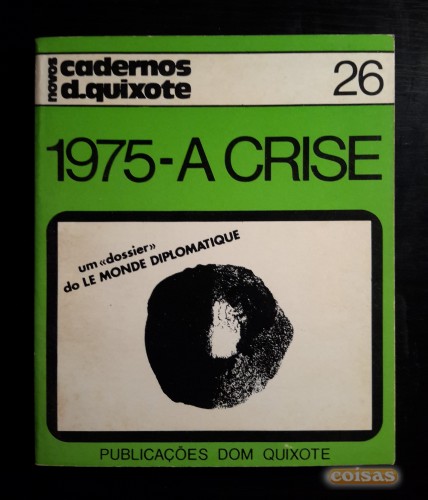 novos
cadernos
d.quixote
26
1975-A CRISE
um «dossier»
do LE MONDE DIPLOMATIQUE
PUBLICAÇÕES DOM QUIXOTE
coisas